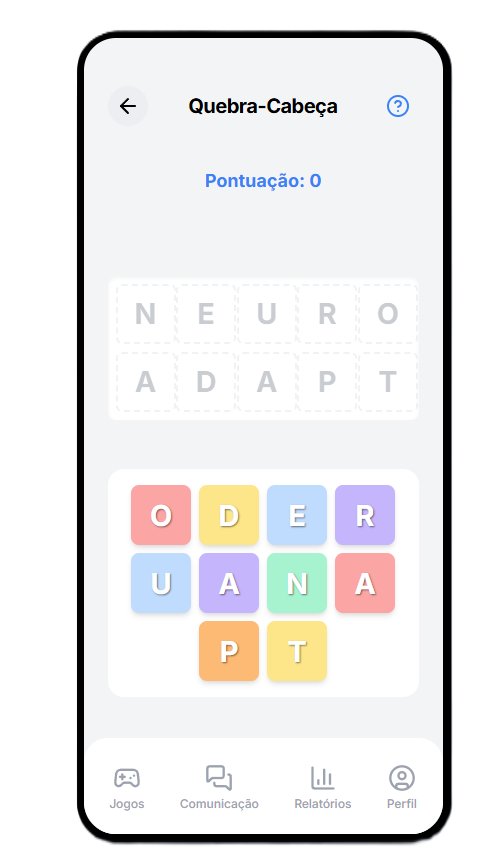 Quebra-Cabeça
Pontuação: 0
N E U R O
A D A P T
O D E R
U A N A
P T
Jogos Comunicação Relatórios Perfil